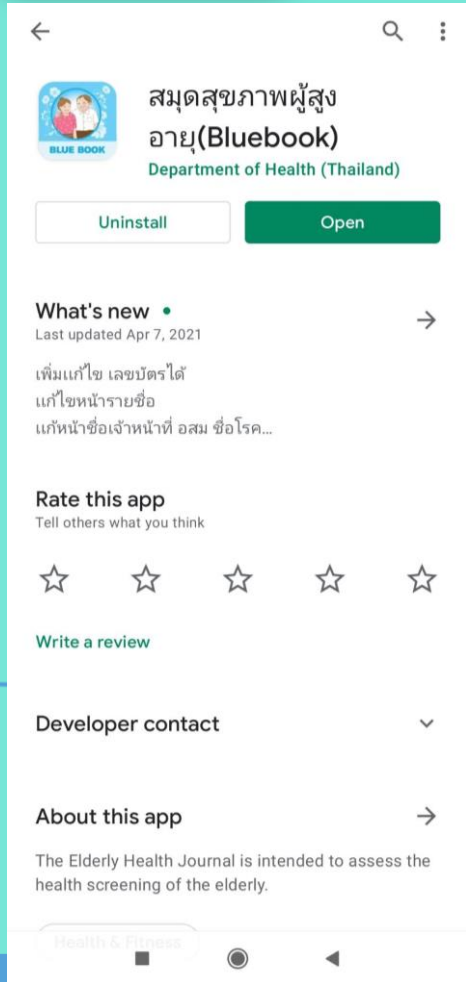 สมุดสุขภาพผู้สูง
อายุ(Bluebook)
BLUE BOOK
Department of Health (Thailand)
Uninstall
Open
What's new
Last updated Apr 7, 2021
เพิ่มแก้ไข เลขบัตรได้
แก้ไขหน้ารายชื่อ
แก้หน้าชื่อเจ้าหน้าที่ อสม ชื่อโรค...
Rate this app
Tell others what you think
Write a review
Developer contact
About this app
The Elderly Health Journal is intended to assess the
health screening of the elderly.
Health & Fitness